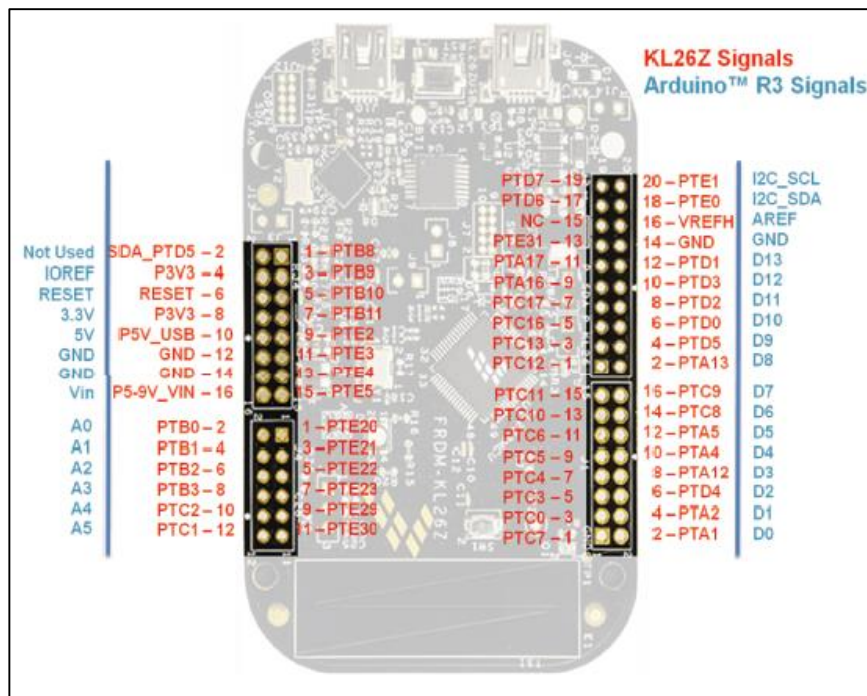 KL26Z Signals
Arduino™ R3 Signals
PTD7 – 19 20 – PTE1 I2C_SCL
PTD6 – 17 18 – PTE0 I2C_SDA
NC – 15 16 – VREFH AREF
PTE31 – 13 14 – GND GND
PTA17 – 11 12 – PTD1 D13
PTA16 – 9 10 – PTD3 D12
PTC17 – 7 8 – PTD2 D11
PTC16 – 5 6 – PTD0 D10
PTC13 – 3 4 – PTD5 D9
PTC12 – 1 2 – PTA13 D8
PTC11 – 15 16 – PTC9 D7
PTC10 – 13 14 – PTC8 D6
PTC6 – 11 12 – PTA5 D5
PTC5 – 9 10 – PTA4 D4
PTC4 – 7 8 – PTA12 D3
PTC3 – 5 6 – PTD4 D2
PTC0 – 3 4 – PTA2 D1
PTC7 – 1 2 – PTA1 D0
Not Used SDA_PTD5 – 2 1 – PTB8
IOREF P3V3 – 4 3 – PTB9
RESET RESET – 6 5 – PTB10
3.3V P3V3 – 8 7 – PTB11
5V P5V_USB – 10 9 – PTE2
GND GND – 12 11 – PTE3
GND GND – 14 13 – PTE4
Vin P5-9V_VIN – 16 15 – PTE5
A0 PTB0 – 2 1 – PTE20
A1 PTB1 – 4 3 – PTE21
A2 PTB2 – 6 5 – PTE22
A3 PTB3 – 8 7 – PTE23
A4 PTC2 – 10 9 – PTE29
A5 PTC1 – 12 11 – PTE30
FRDM-KL26Z
SW1